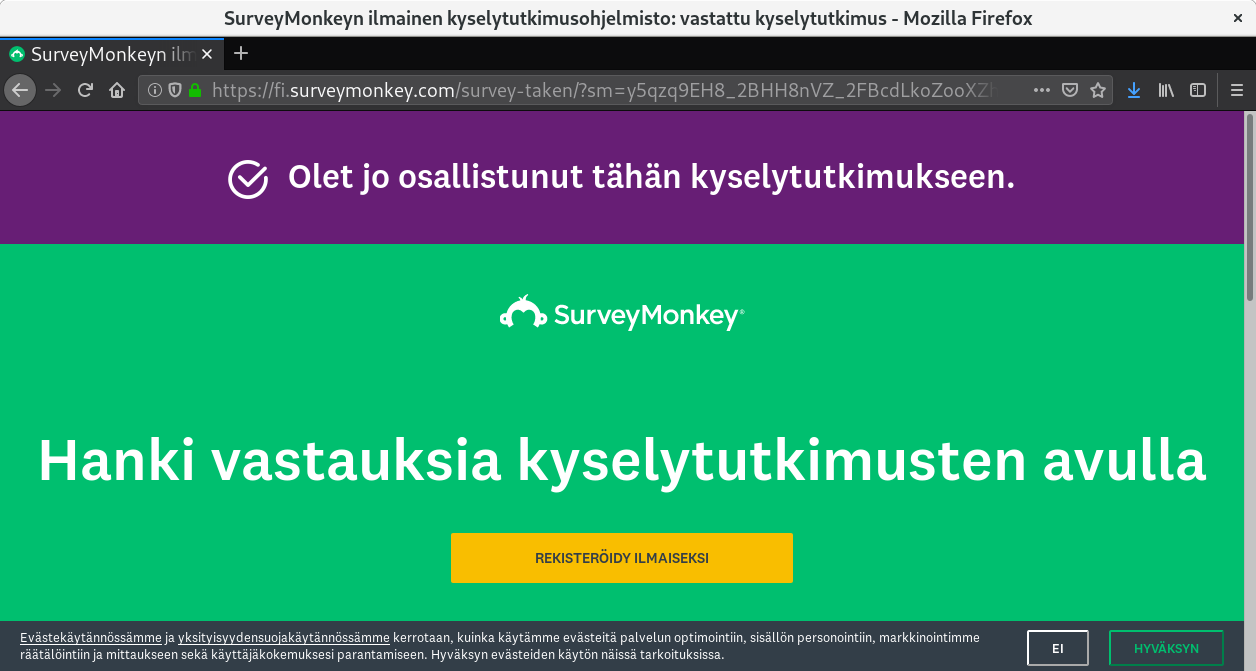 SurveyMonkeyn ilmainen kyselytutkimusohjelmisto: vastattu kyselytutkimus - Mozilla Firefox
SurveyMonkeyn ilm
https://fi.surveymonkey.com/survey-taken/?sm=y5qzq9EH8_2BHH8nVZ_2FBcdLkoZooXZh
Olet jo osallistunut tähän kyselytutkimukseen.
SurveyMonkey®
Hanki vastauksia kyselytutkimusten avulla
REKISTERÖIDY ILMAISEKSI
Evästekäytännössämme ja yksityisyydensuojakäytännössämme kerrotaan, kuinka käytämme evästeitä palvelun optimointiin, sisällön personointiin, markkinointimme
räätälöintiin ja mittaukseen sekä käyttäjäkokemuksesi parantamiseen. Hyväksyn evästeiden käytön näissä tarkoituksissa.
EI
HYVÄKSYN